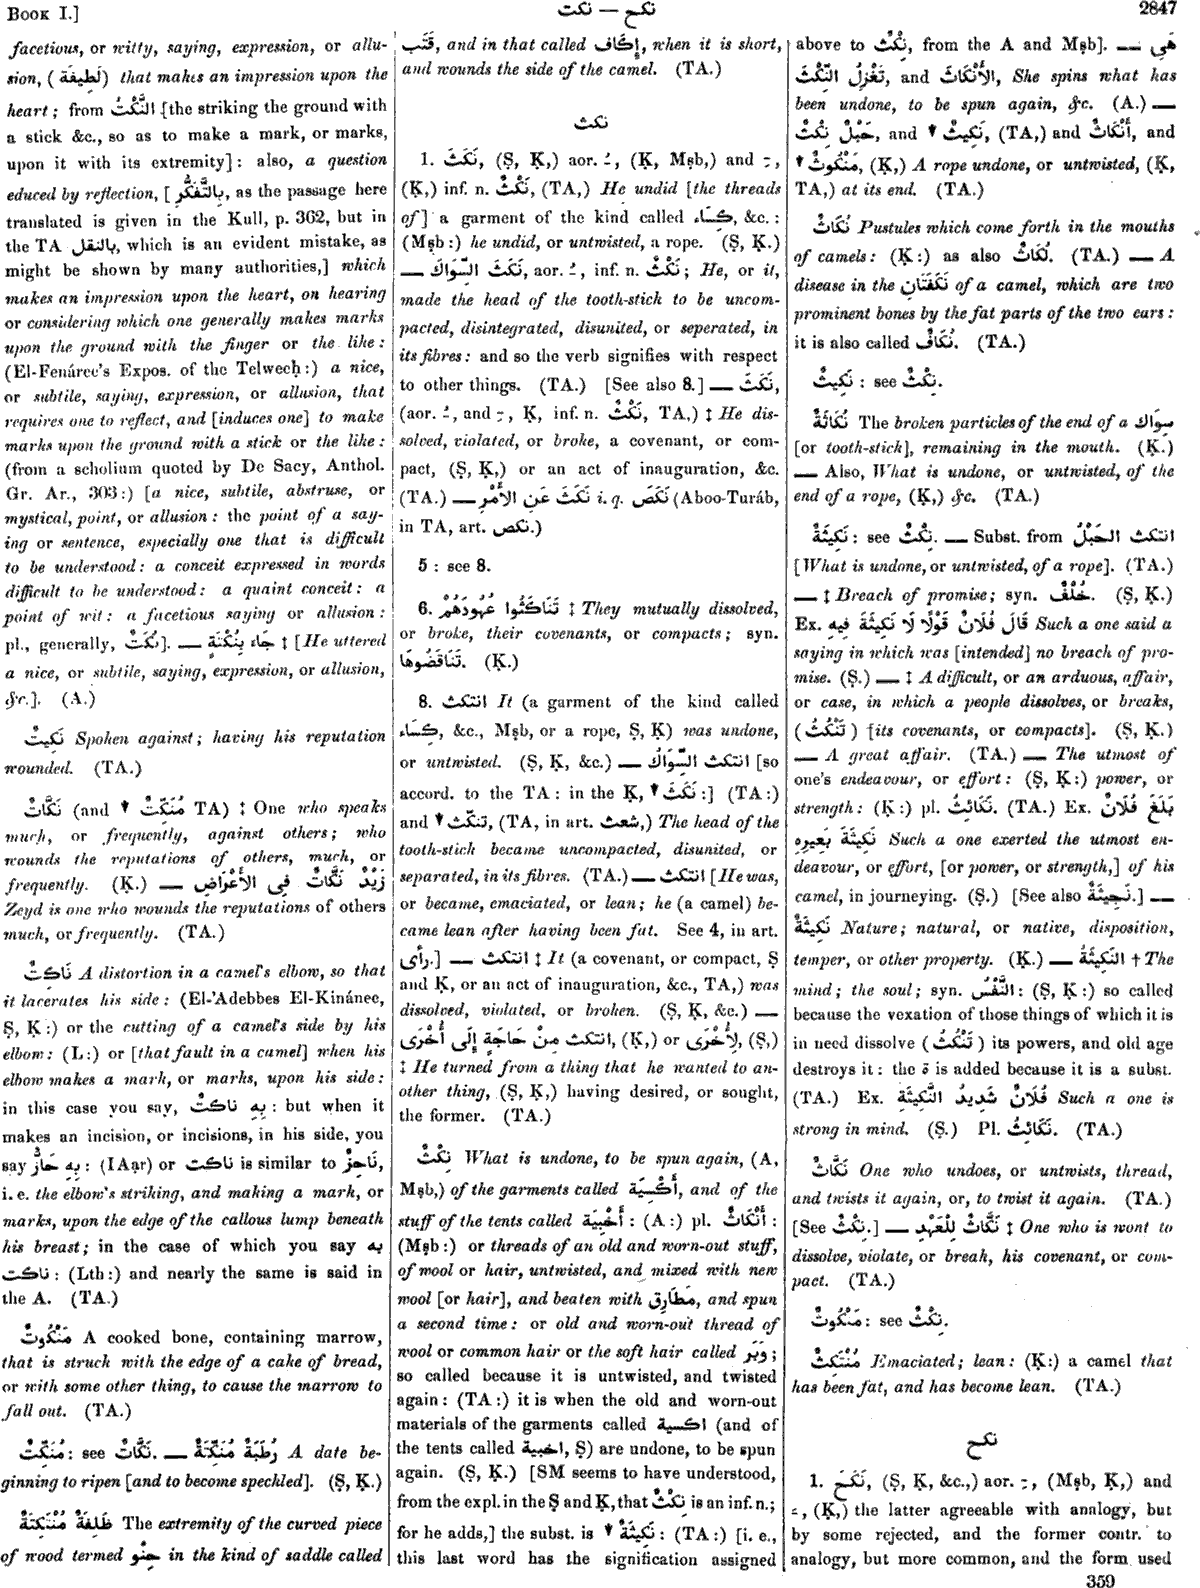 BOOK I.]
نكت — نكح
2847
facetious, or witty, saying, expression, or allu-
sion, (لَطِيفَة) that makes an impression upon the
heart; from النَّكْتُ [the striking the ground with
a stick &c., so as to make a mark, or marks,
upon it with its extremity]: also, a question
educed by reflection, [بِالتَّفَكُّرِ, as the passage here
translated is given in the Kull, p. 362, but in
the TA بالنقل, which is an evident mistake, as
might be shown by many authorities,] which
makes an impression upon the heart, on hearing
or considering which one generally makes marks
upon the ground with the finger or the like:
(El-Fenáree's Expos. of the Telweeḥ:) a nice,
or subtile, saying, expression, or allusion, that
requires one to reflect, and [induces one] to make
marks upon the ground with a stick or the like:
(from a scholium quoted by De Sacy, Anthol.
Gr. Ar., 303:) [a nice, subtile, abstruse, or
mystical, point, or allusion: the point of a say-
ing or sentence, especially one that is difficult
to be understood: a conceit expressed in words
difficult to be understood: a quaint conceit: a
point of wit: a facetious saying or allusion:
pl., generally, نُكَتٌ]. — جَاءَ بِنُكْتَةٍ ‡ [He uttered
a nice, or subtile, saying, expression, or allusion,
&c.]. (A.)
نَكِيتٌ Spoken against; having his reputation
wounded. (TA.)
نَكَّاتٌ (and ▼ مُنَكِّتٌ TA) ‡ One who speaks
much, or frequently, against others; who
wounds the reputations of others, much, or
frequently. (Ḳ.) — زَيْدٌ نَكَّاتٌ فِى الأَعْرَاضِ
Zeyd is one who wounds the reputations of others
much, or frequently. (TA.)
نَاكِتٌ A distortion in a camel's elbow, so that
it lacerates his side: (El-'Adebbes El-Kinánee,
Ṣ, Ḳ:) or the cutting of a camel's side by his
elbow: (L:) or [that fault in a camel] when his
elbow makes a mark, or marks, upon his side:
in this case you say, بِهِ نَاكِتٌ: but when it
makes an incision, or incisions, in his side, you
say بِهِ حَازٌّ: (IAạr) or ناكت is similar to نَاحِزٌ,
i. e. the elbow's striking, and making a mark, or
marks, upon the edge of the callous lump beneath
his breast; in the case of which you say به
ناكت: (Lth:) and nearly the same is said in
the A. (TA.)
مَنْكُوتٌ A cooked bone, containing marrow,
that is struck with the edge of a cake of bread,
or with some other thing, to cause the marrow to
fall out. (TA.)
مُنَكِّتٌ: see نَكَّاتٌ. — رُطَبَةٌ مُنَكِّتَةٌ A date be-
ginning to ripen [and to become speckled]. (Ṣ, Ḳ.)
ظَلِفَةٌ مُنْتَكِتَةٌ The extremity of the curved piece
of wood termed حِنْو in the kind of saddle called
قَتَب, and in that called إِكَاف, when it is short,
and wounds the side of the camel. (TA.)
نكث
1. نَكَثَ, (Ṣ, Ḳ,) aor. ـُ, (Ḳ, Mṣb,) and ـِ,
(Ḳ,) inf. n. نَكْثٌ, (TA,) He undid [the threads
of] a garment of the kind called كِسَاء, &c.:
(Mṣb:) he undid, or untwisted, a rope. (Ṣ, Ḳ.)
— نَكَثَ السِّوَاكَ, aor. ـُ, inf. n. نَكْثٌ; He, or it,
made the head of the tooth-stick to be uncom-
pacted, disintegrated, disunited, or seperated, in
its fibres: and so the verb signifies with respect
to other things. (TA.) [See also 8.] — نَكَثَ,
(aor. ـُ, and ـِ, Ḳ, inf. n. نَكْثٌ, TA,) ‡ He dis-
solved, violated, or broke, a covenant, or com-
pact, (Ṣ, Ḳ,) or an act of inauguration, &c.
(TA.) — نَكَثَ عَنِ الأَمْرِ i. q. نَكَصَ (Aboo-Turáb,
in TA, art. نكص.)
5: see 8.
6. تَنَاكَثُوا عُهُودَهُمْ ‡ They mutually dissolved,
or broke, their covenants, or compacts; syn.
تَنَاقَضُوهَا. (Ḳ.)
8. انتكث It (a garment of the kind called
كِسَاء, &c., Mṣb, or a rope, Ṣ, Ḳ) was undone,
or untwisted. (Ṣ, Ḳ, &c.) — انتكث السِّوَاكُ [so
accord. to the TA: in the Ḳ, ▼ نَكَثَ:] (TA:)
and ▼ تنكّث, (TA, in art. شعث,) The head of the
tooth-stick became uncompacted, disunited, or
separated, in its fibres. (TA.) — انتكث [He was,
or became, emaciated, or lean; he (a camel) be-
came lean after having been fat. See 4, in art.
رأى.] — انتكث ‡ It (a covenant, or compact, Ṣ
and Ḳ, or an act of inauguration, &c., TA,) was
dissolved, violated, or broken. (Ṣ, Ḳ, &c.) —
انتكث مِنْ حَاجَةٍ إِلَى أُخْرَى, (Ḳ,) or لِأُخْرَى, (Ṣ,)
‡ He turned from a thing that he wanted to an-
other thing, (Ṣ, Ḳ,) having desired, or sought,
the former. (TA.)
نِكْثٌ What is undone, to be spun again, (A,
Mṣb,) of the garments called أَكْسِيَة, and of the
stuff of the tents called أَخْبِيَة: (A:) pl. أَنْكَاثٌ:
(Mṣb:) or threads of an old and worn-out stuff,
of wool or hair, untwisted, and mixed with new
wool [or hair], and beaten with مَطَارِق, and spun
a second time: or old and worn-out thread of
wool or common hair or the soft hair called وَبَر;
so called because it is untwisted, and twisted
again: (TA:) it is when the old and worn-out
materials of the garments called اكسية (and of
the tents called اخبية, Ṣ) are undone, to be spun
again. (Ṣ, Ḳ.) [SM seems to have understood,
from the expl. in the Ṣ and Ḳ, that نِكْثٌ is an inf. n.;
for he adds,] the subst. is ▼ نَكِيثَةٌ: (TA:) [i. e.,
this last word has the signification assigned
above to نِكْثٌ, from the A and Mṣb]. — هِىَ
تَغْزِلُ النِّكْثَ, and الأَنْكَاثَ, She spins what has
been undone, to be spun again, &c. (A.) —
حَبْلٌ نِكْثٌ, and ▼ نَكِيثٌ, (TA,) and أَنْكَاثٌ, and
▼ مَنْكُوثٌ, (Ḳ,) A rope undone, or untwisted, (Ḳ,
TA,) at its end. (TA.)
نُكَاثٌ Pustules which come forth in the mouths
of camels: (Ḳ:) as also لُكَاثٌ. (TA.) — A
disease in the نَكَفَتَانِ of a camel, which are two
prominent bones by the fat parts of the two ears:
it is also called نُكَافٌ. (TA.)
نَكِيثٌ: see نِكْثٌ.
نُكَاثَةٌ The broken particles of the end of a سِوَاك
[or tooth-stick], remaining in the mouth. (Ḳ.)
— Also, What is undone, or untwisted, of the
end of a rope, (Ḳ,) &c. (TA.)
نَكِيثَةٌ: see نِكْثٌ. — Subst. from انتكث الحَبْلُ
[What is undone, or untwisted, of a rope]. (TA.)
— ‡ Breach of promise; syn. خُلْفٌ. (Ṣ, Ḳ.)
Ex. قَالَ فُلَانٌ قَوْلًا لَا نَكِيثَةَ فِيهِ Such a one said a
saying in which was [intended] no breach of pro-
mise. (Ṣ.) — ‡ A difficult, or an arduous, affair,
or case, in which a people dissolves, or breaks,
(تَنْكُثُ) [its covenants, or compacts]. (Ṣ, Ḳ.)
— A great affair. (TA.) — The utmost of
one's endeavour, or effort: (Ṣ, Ḳ:) power, or
strength: (Ḳ:) pl. نَكَائِثُ. (TA.) Ex. بَلَغَ فُلَانٌ
نَكِيثَةَ بَعِيرِهِ Such a one exerted the utmost en-
deavour, or effort, [or power, or strength,] of his
camel, in journeying. (Ṣ.) [See also نَجِيثَةٌ.] —
نَكِيثَةٌ Nature; natural, or native, disposition,
temper, or other property. (Ḳ.) — النَّكِيثَةُ † The
mind; the soul; syn. النَّفْسُ: (Ṣ, Ḳ:) so called
because the vexation of those things of which it is
in need dissolve (تَنْكُثُ) its powers, and old age
destroys it: the ة is added because it is a subst.
(TA.) Ex. فُلَانٌ شَدِيدُ النَّكِيثَةِ Such a one is
strong in mind. (Ṣ.) Pl. نَكَائِثُ. (TA.)
نَكَّاثٌ One who undoes, or untwists, thread,
and twists it again, or, to twist it again. (TA.)
[See نِكْثٌ.] — نَكَّاثٌ لِلْعَهْدِ ‡ One who is wont to
dissolve, violate, or break, his covenant, or com-
pact. (TA.)
مَنْكُوثٌ: see نِكْثٌ.
مُنْتَكِثٌ Emaciated; lean: (Ḳ:) a camel that
has been fat, and has become lean. (TA.)
نكح
1. نَكَحَ, (Ṣ, Ḳ, &c.,) aor. ـِ, (Mṣb, Ḳ,) and
ـَ, (Ḳ,) the latter agreeable with analogy, but
by some rejected, and the former contr. to
analogy, but more common, and the form used
359